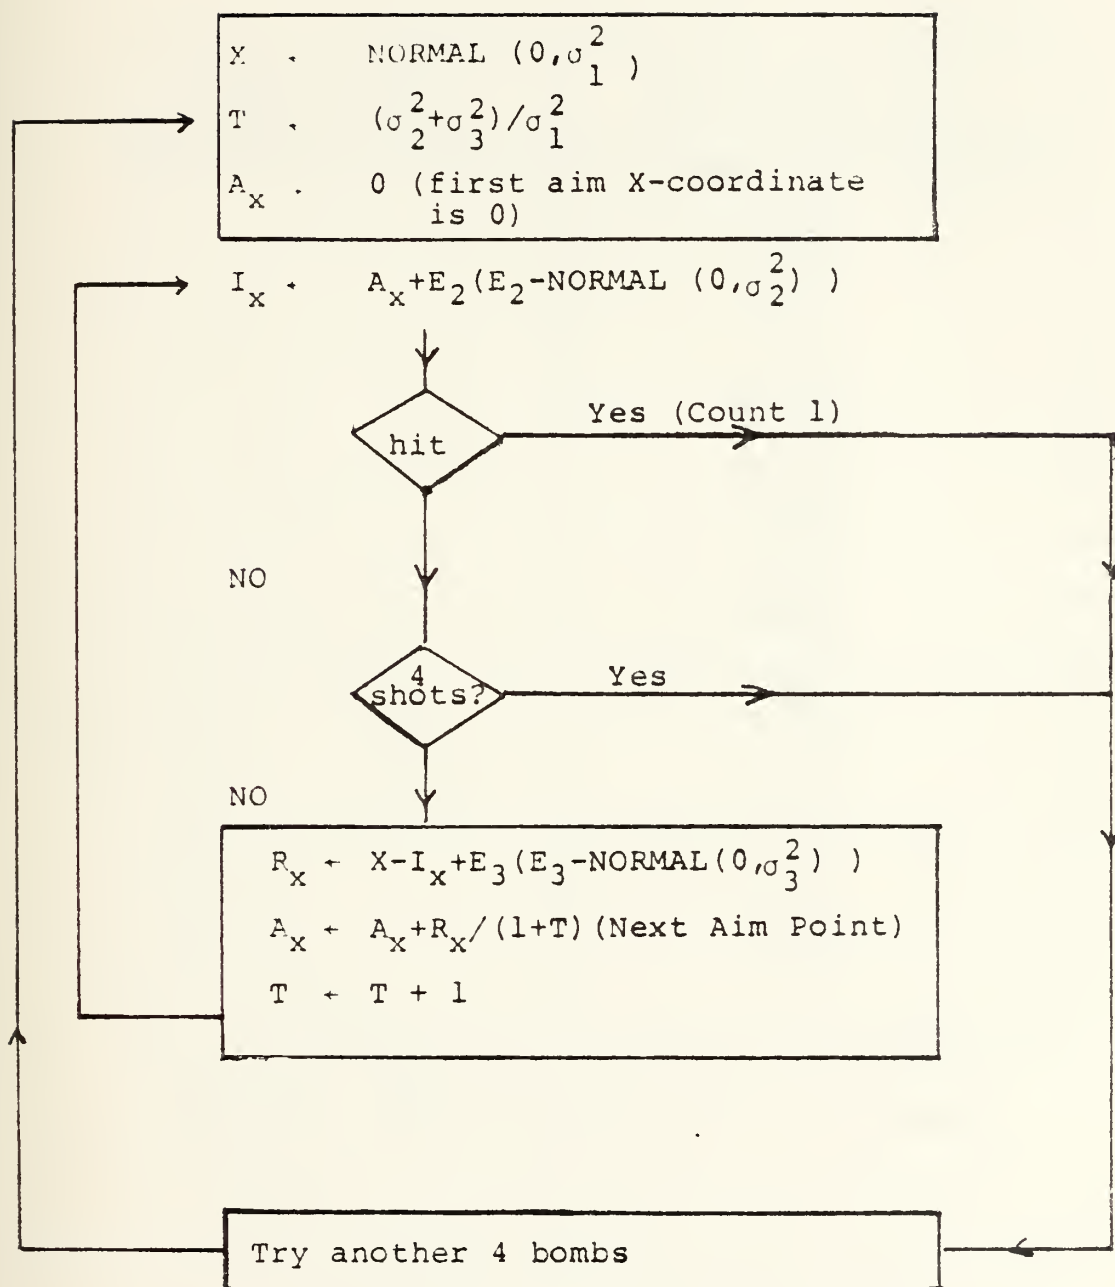 X ← NORMAL (0,σ₁²)
T ← (σ₂²+σ₃²)/σ₁²
Aₓ ← 0 (first aim X-coordinate
is 0)
Iₓ ← Aₓ+E₂(E₂-NORMAL (0,σ₂²) )
hit
Yes (Count 1)
NO
4
shots?
Yes
NO
Rₓ ← X-Iₓ+E₃(E₃-NORMAL(0,σ₃²) )
Aₓ ← Aₓ+Rₓ/(1+T)(Next Aim Point)
T ← T + 1
Try another 4 bombs